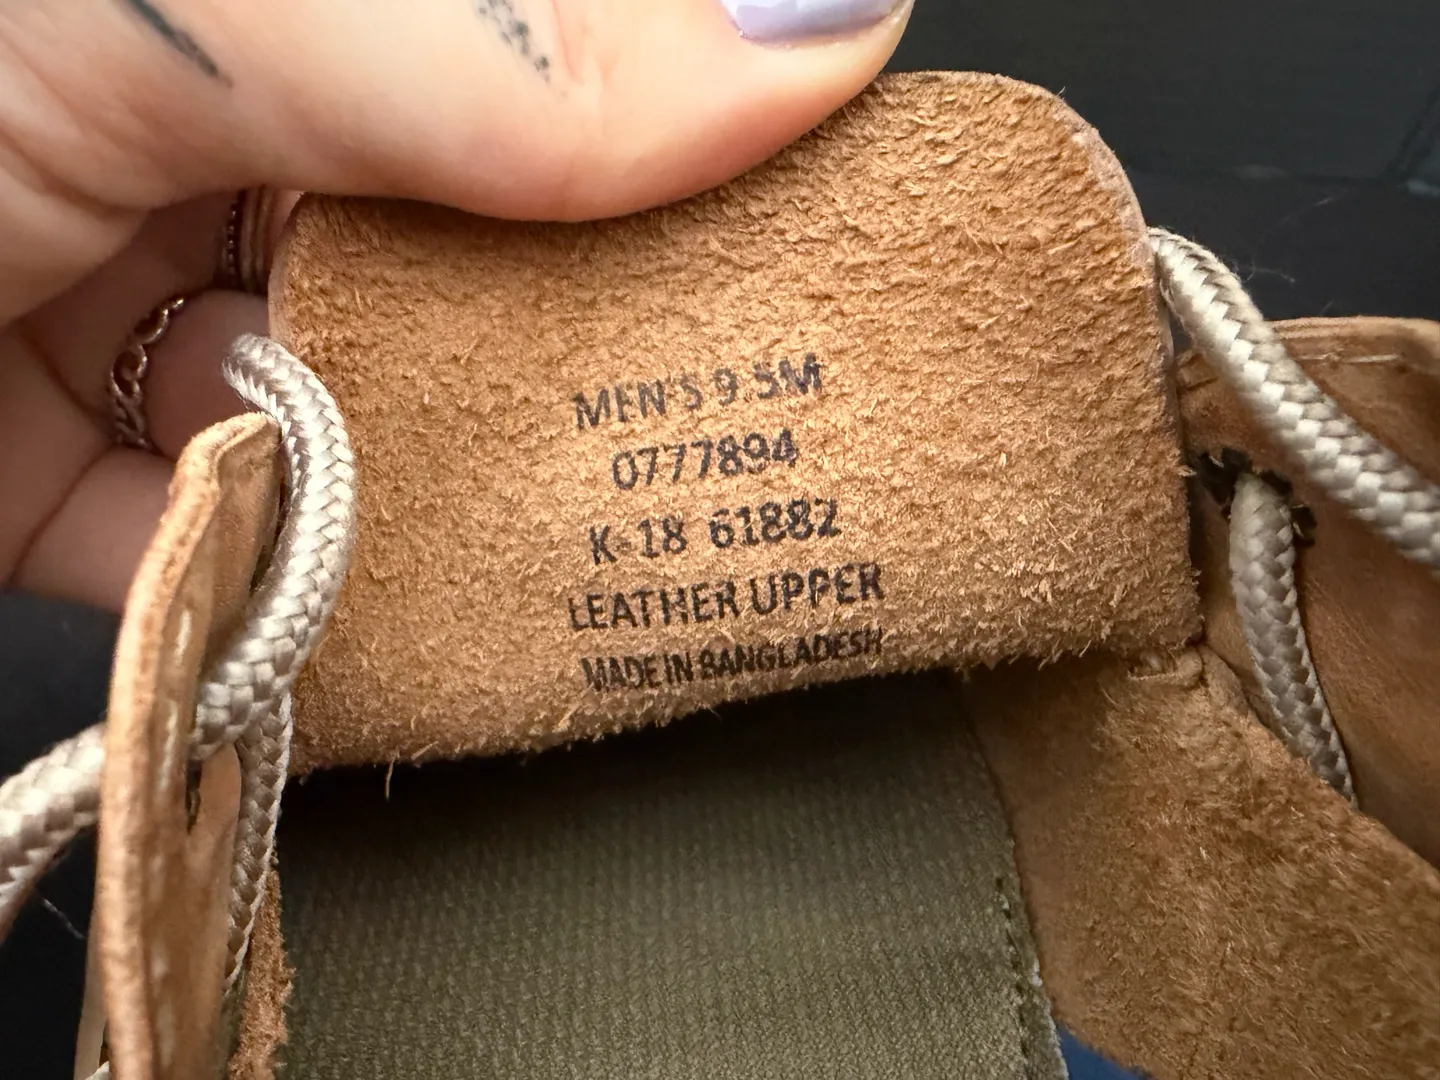 MEN'S 9.5M
0777894
K-18 61882
LEATHER UPPER
MADE IN BANGLADESH